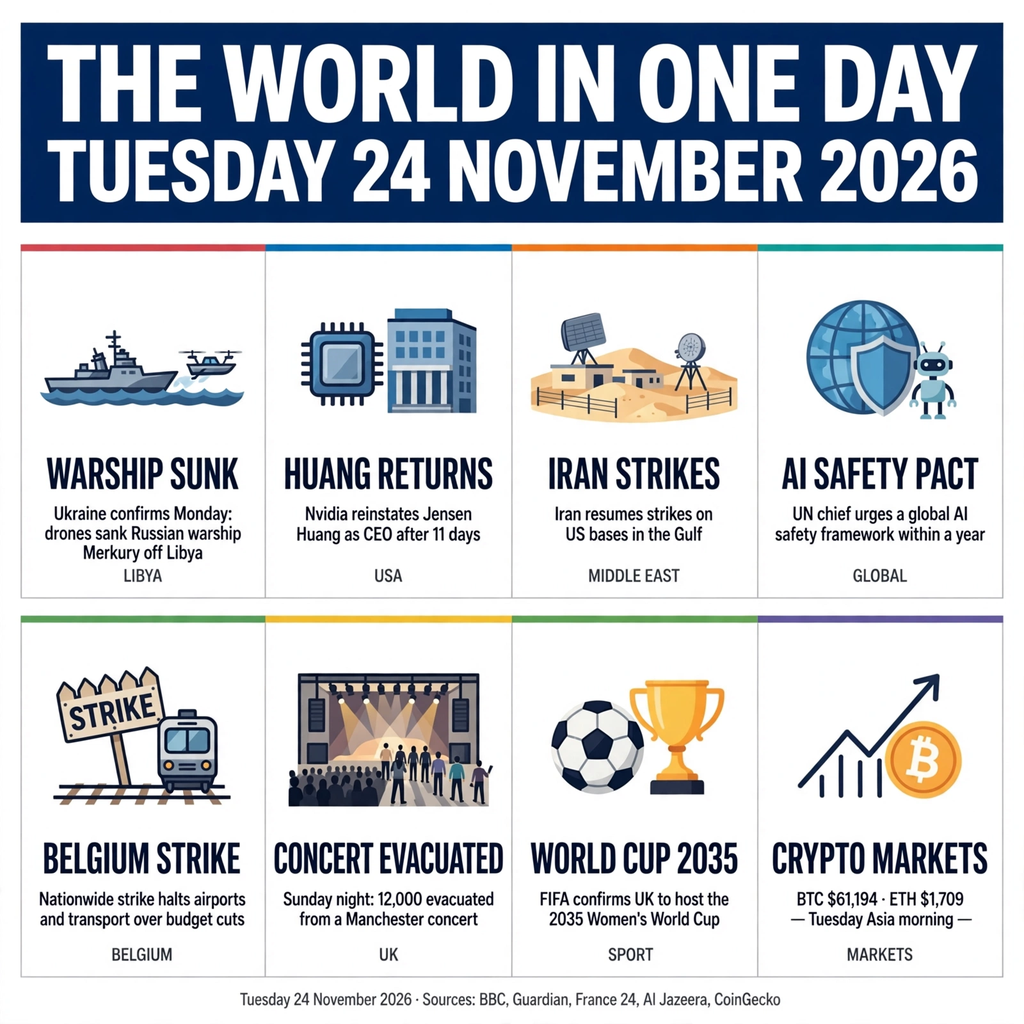 THE WORLD IN ONE DAY
TUESDAY 24 NOVEMBER 2026
WARSHIP SUNK
Ukraine confirms Monday:
drones sank Russian warship
Merkury off Libya
LIBYA
HUANG RETURNS
Nvidia reinstates Jensen
Huang as CEO after 11 days
USA
IRAN STRIKES
Iran resumes strikes on
US bases in the Gulf
MIDDLE EAST
AI SAFETY PACT
UN chief urges a global AI
safety framework within a year
GLOBAL
STRIKE
BELGIUM STRIKE
Nationwide strike halts airports
and transport over budget cuts
BELGIUM
CONCERT EVACUATED
Sunday night: 12,000 evacuated
from a Manchester concert
UK
WORLD CUP 2035
FIFA confirms UK to host the
2035 Women's World Cup
SPORT
₿
CRYPTO MARKETS
BTC $61,194 · ETH $1,709
— Tuesday Asia morning —
MARKETS
Tuesday 24 November 2026 · Sources: BBC, Guardian, France 24, Al Jazeera, CoinGecko